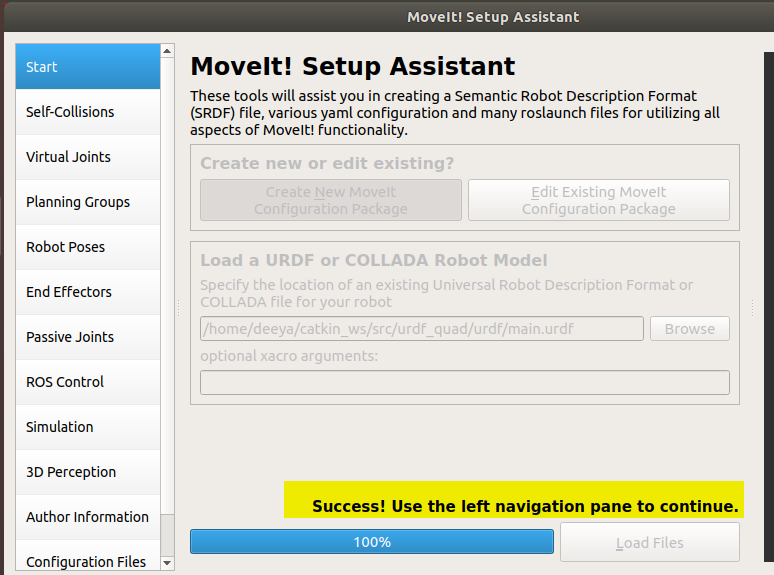 MoveIt! Setup Assistant
Start
Self-Collisions
Virtual Joints
Planning Groups
Robot Poses
End Effectors
Passive Joints
ROS Control
Simulation
3D Perception
Author Information
Configuration Files
MoveIt! Setup Assistant
These tools will assist you in creating a Semantic Robot Description Format
(SRDF) file, various yaml configuration and many roslaunch files for utilizing all
aspects of MoveIt! functionality.
Create new or edit existing?
Create New MoveIt
Configuration Package
Edit Existing MoveIt
Configuration Package
Load a URDF or COLLADA Robot Model
Specify the location of an existing Universal Robot Description Format or
COLLADA file for your robot
/home/deeya/catkin_ws/src/urdf_quad/urdf/main.urdf
Browse
optional xacro arguments:
Success! Use the left navigation pane to continue.
100%
Load Files